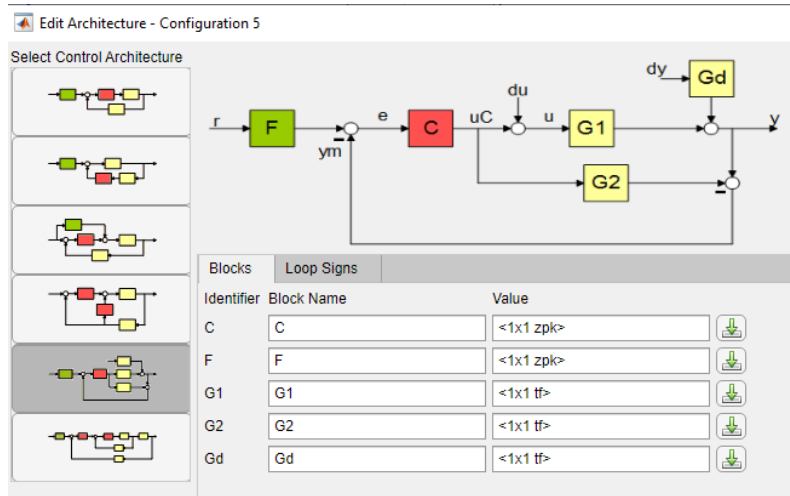 Edit Architecture - Configuration 5
Select Control Architecture
dy
Gd
du
r
F
e
C
uC
u
G1
y
ym
G2
Blocks
Loop Signs
Identifier Block Name Value
C C <1x1 zpk>
F F <1x1 zpk>
G1 G1 <1x1 tf>
G2 G2 <1x1 tf>
Gd Gd <1x1 tf>